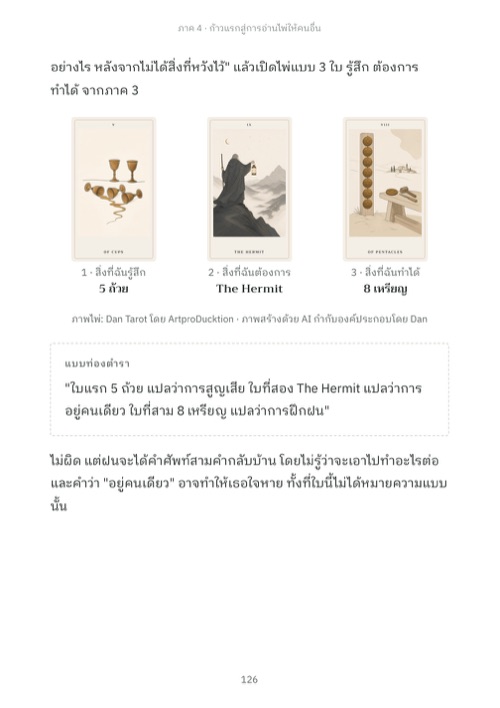 ภาค 4 · ก้าวแรกสู่การอ่านไพ่ให้คนอื่น
อย่างไร หลังจากไม่ได้สิ่งที่หวังไว้" แล้วเปิดไพ่แบบ 3 ใบ รู้สึก ต้องการ
ทำได้ จากภาค 3
V
IX
VIII
OF CUPS
THE HERMIT
OF PENTACLES
1 · สิ่งที่ฉันรู้สึก
2 · สิ่งที่ฉันต้องการ
3 · สิ่งที่ฉันทำได้
5 ถ้วย
The Hermit
8 เหรียญ
ภาพไพ่: Dan Tarot โดย ArtproDucktion · ภาพสร้างด้วย AI กำกับองค์ประกอบโดย Dan
แบบท่องตำรา
"ใบแรก 5 ถ้วย แปลว่าการสูญเสีย ใบที่สอง The Hermit แปลว่าการ
อยู่คนเดียว ใบที่สาม 8 เหรียญ แปลว่าการฝึกฝน"
ไม่ผิด แต่ฝนจะได้คำศัพท์สามคำกลับบ้าน โดยไม่รู้ว่าจะเอาไปทำอะไรต่อ
และคำว่า "อยู่คนเดียว" อาจทำให้เธอใจหาย ทั้งที่ใบนี้ไม่ได้หมายความแบบ
นั้น
126